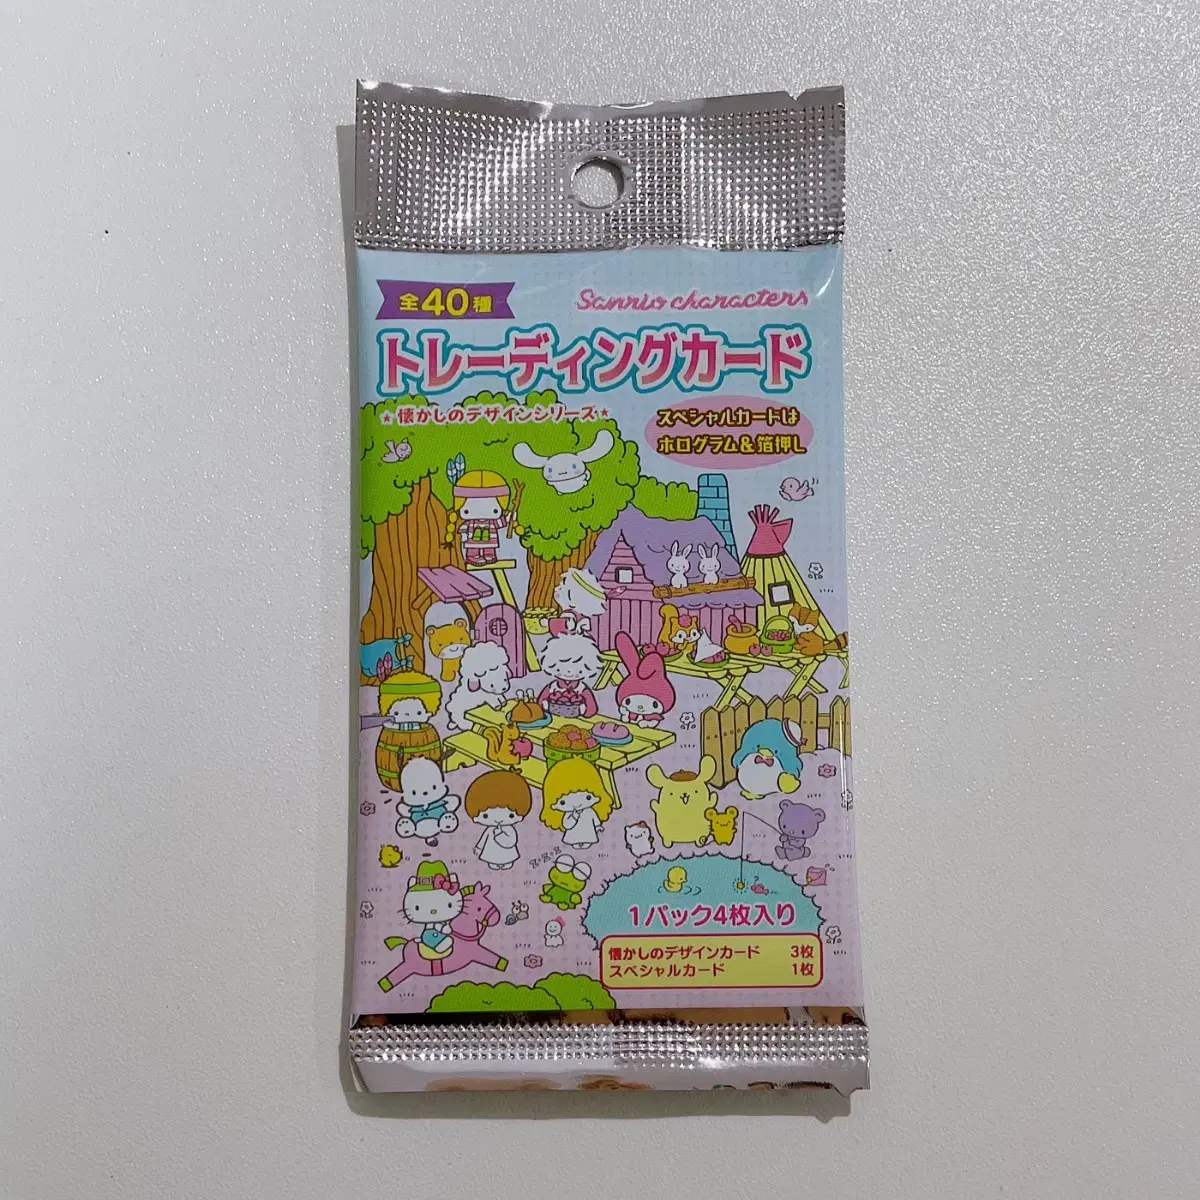 全40種
Sanrio characters
トレーディングカード
★懐かしのデザインシリーズ★
スペシャルカードは
ホログラム&箔押し
1パック4枚入り
懐かしのデザインカード 3枚
スペシャルカード 1枚